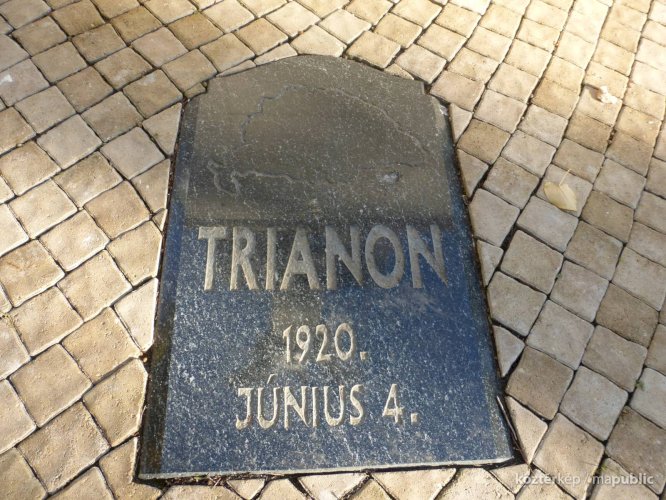 TRIANON
1920.
JÚNIUS 4.
köztérkép / mapublic